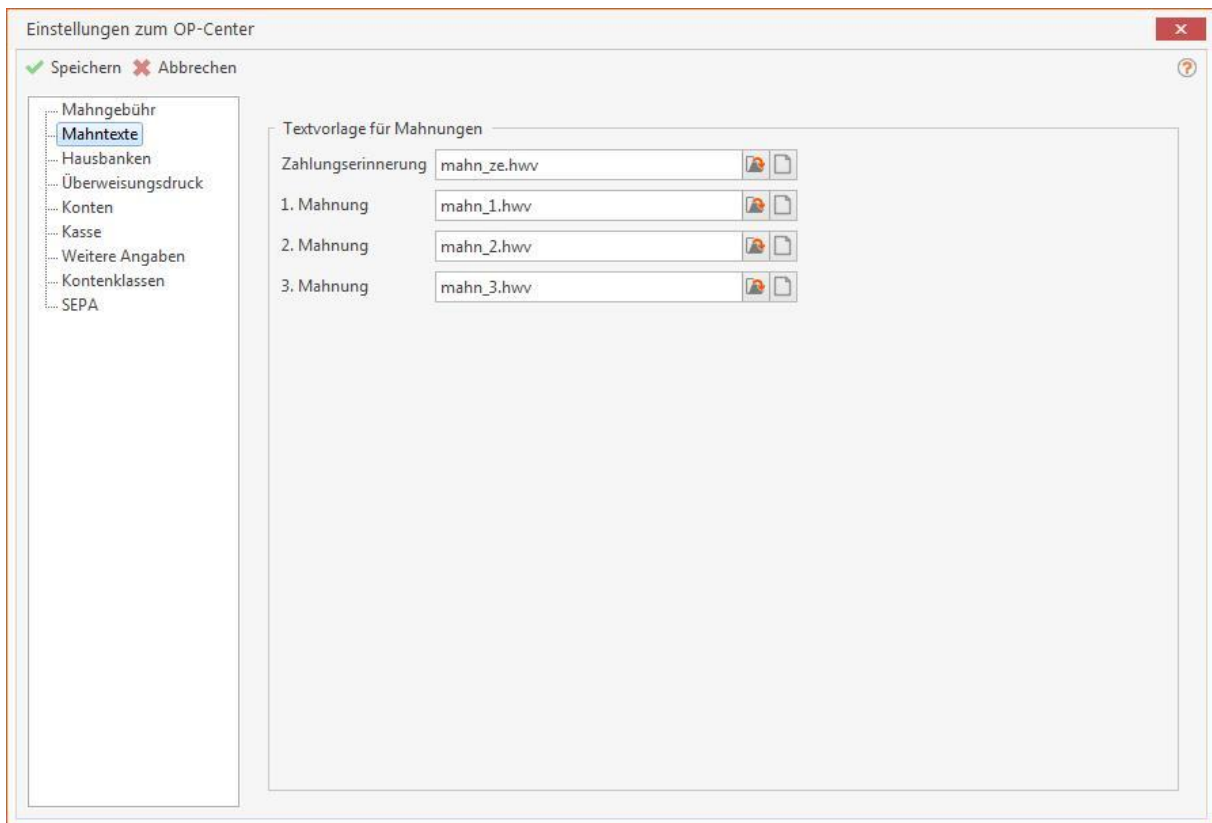 Einstellungen zum OP-Center
Speichern Abbrechen
Mahngebühr
Mahntexte
Hausbanken
Überweisungsdruck
Konten
Kasse
Weitere Angaben
Kontenklassen
SEPA
Textvorlage für Mahnungen
Zahlungserinnerung mahn_ze.hwv
1. Mahnung mahn_1.hwv
2. Mahnung mahn_2.hwv
3. Mahnung mahn_3.hwv